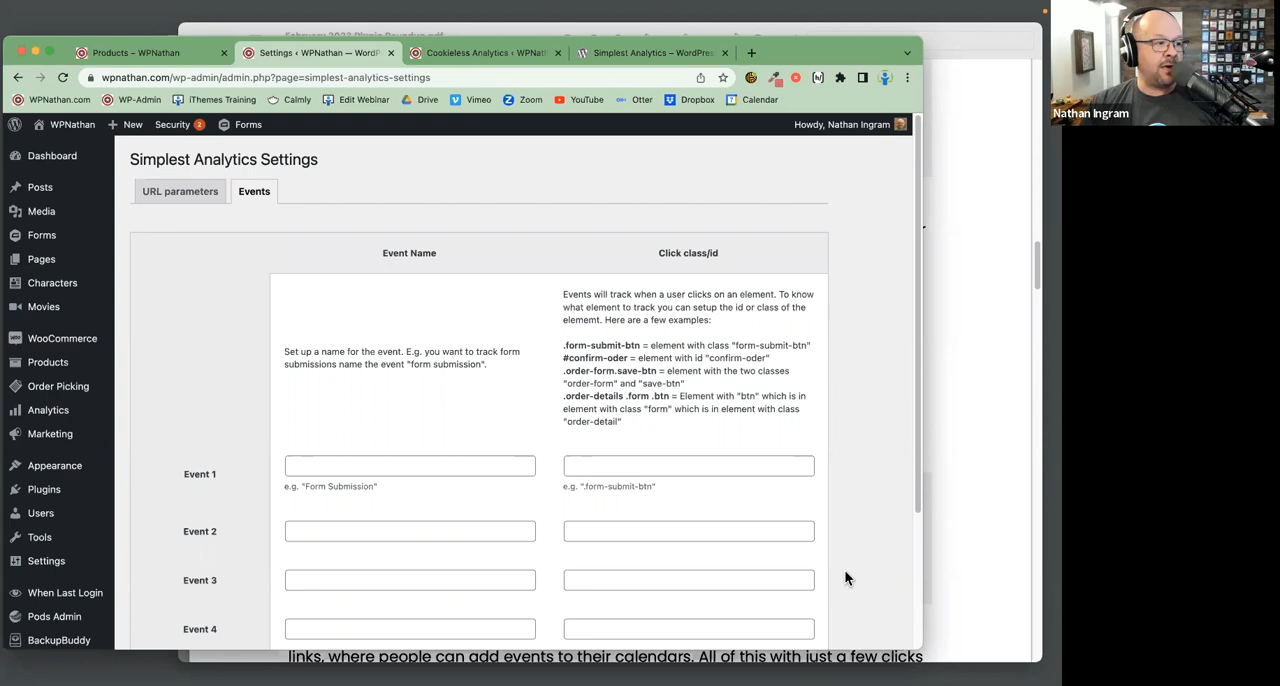 February 2023 Plugin Roundup.pdf
Products – WPNathan
Settings ‹ WPNathan — WordP
Cookieless Analytics ‹ WPNath
Simplest Analytics – WordPres
wpnathan.com/wp-admin/admin.php?page=simplest-analytics-settings
WPNathan.com
WP-Admin
iThemes Training
Calmly
Edit Webinar
Drive
Vimeo
Zoom
YouTube
Otter
Dropbox
Calendar
WPNathan
New
Security 2
Forms
Howdy, Nathan Ingram
Nathan Ingram
Dashboard
Posts
Media
Forms
Pages
Characters
Movies
WooCommerce
Products
Order Picking
Analytics
Marketing
Appearance
Plugins
Users
Tools
Settings
When Last Login
Pods Admin
BackupBuddy
Simplest Analytics Settings
URL parameters
Events
Event Name
Click class/id
Set up a name for the event. E.g. you want to track form
submissions name the event "form submission".
Events will track when a user clicks on an element. To know
what element to track you can setup the id or class of the
elememt. Here are a few examples:
.form-submit-btn = element with class "form-submit-btn"
#confirm-oder = element with id "confirm-oder"
.order-form.save-btn = element with the two classes
"order-form" and "save-btn"
.order-details .form .btn = Element with "btn" which is in
element with class "form" which is in element with class
"order-detail"
Event 1
e.g. "Form Submission"
e.g. ".form-submit-btn"
Event 2
Event 3
Event 4
links, where people can add events to their calendars. All of this with just a few clicks